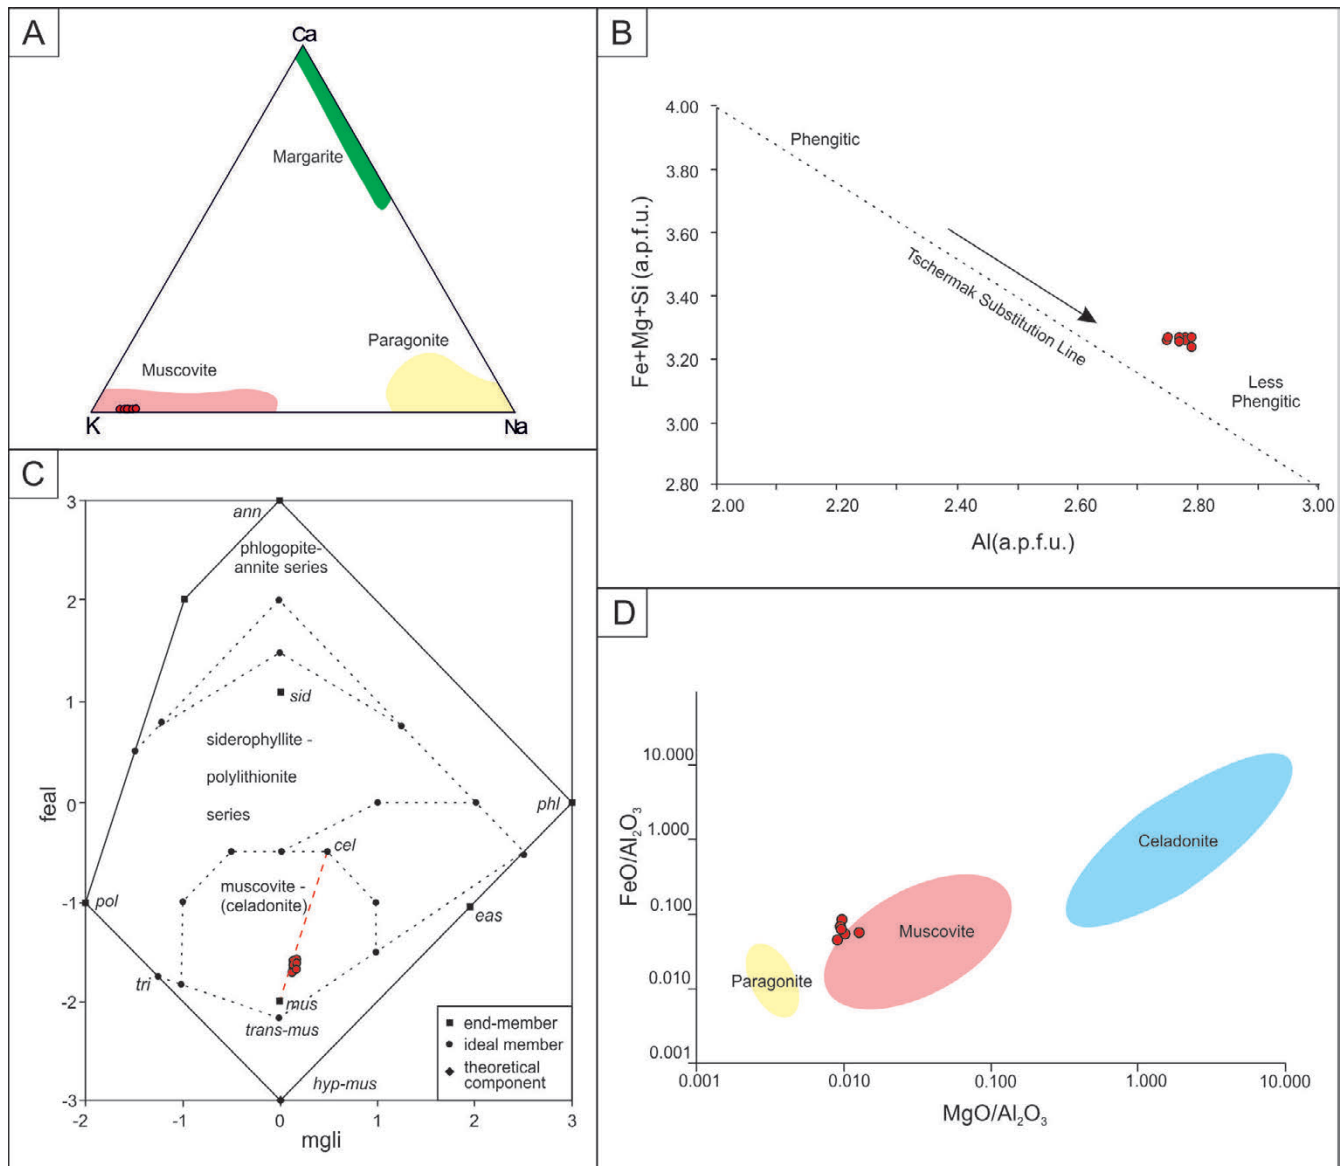 A
Ca
Margarite
Paragonite
Muscovite
K
Na
B
4.00
3.80
3.60
3.40
3.20
3.00
2.80
Fe+Mg+Si (a.p.f.u.)
Phengitic
Tschermak Substitution Line
Less
Phengitic
2.00
2.20
2.40
2.60
2.80
3.00
Al(a.p.f.u.)
C
3
2
1
0
-1
-2
-3
feal
ann
phlogopite-
annite series
sid
siderophyllite -
polylithionite
series
phl
cel
muscovite -
(celadonite)
pol
eas
tri
mus
trans-mus
hyp-mus
end-member
ideal member
theoretical
component
-2
-1
0
1
2
3
mgli
D
10.000
1.000
0.100
0.010
0.001
FeO/Al₂O₃
Celadonite
Muscovite
Paragonite
0.001
0.010
0.100
1.000
10.000
MgO/Al₂O₃